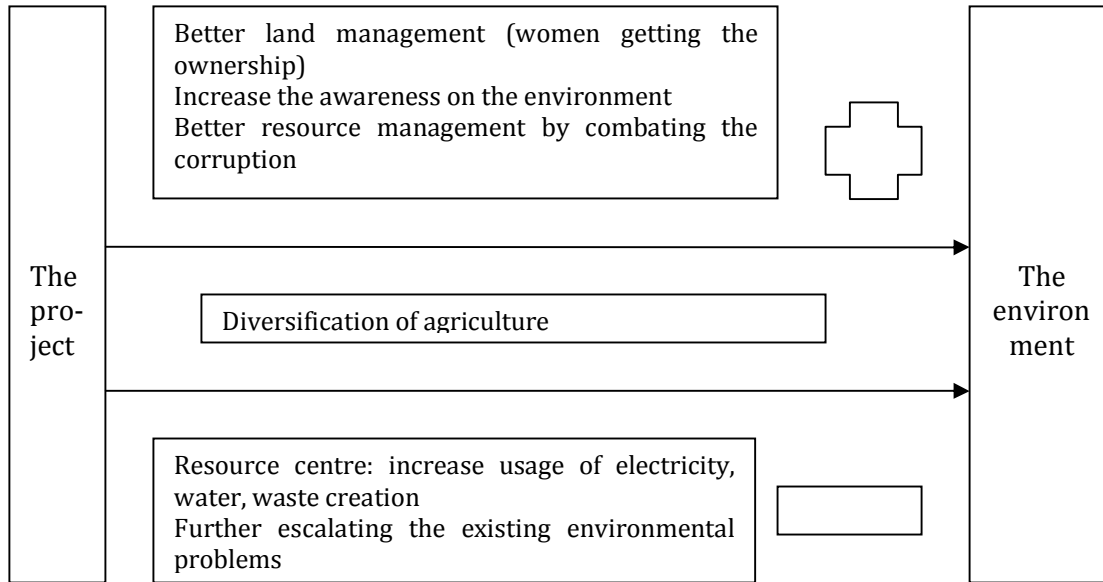 Better land management (women getting the
ownership)
Increase the awareness on the environment
Better resource management by combating the
corruption
The
pro-
ject
Diversification of agriculture
The
environ
ment
Resource centre: increase usage of electricity,
water, waste creation
Further escalating the existing environmental
problems